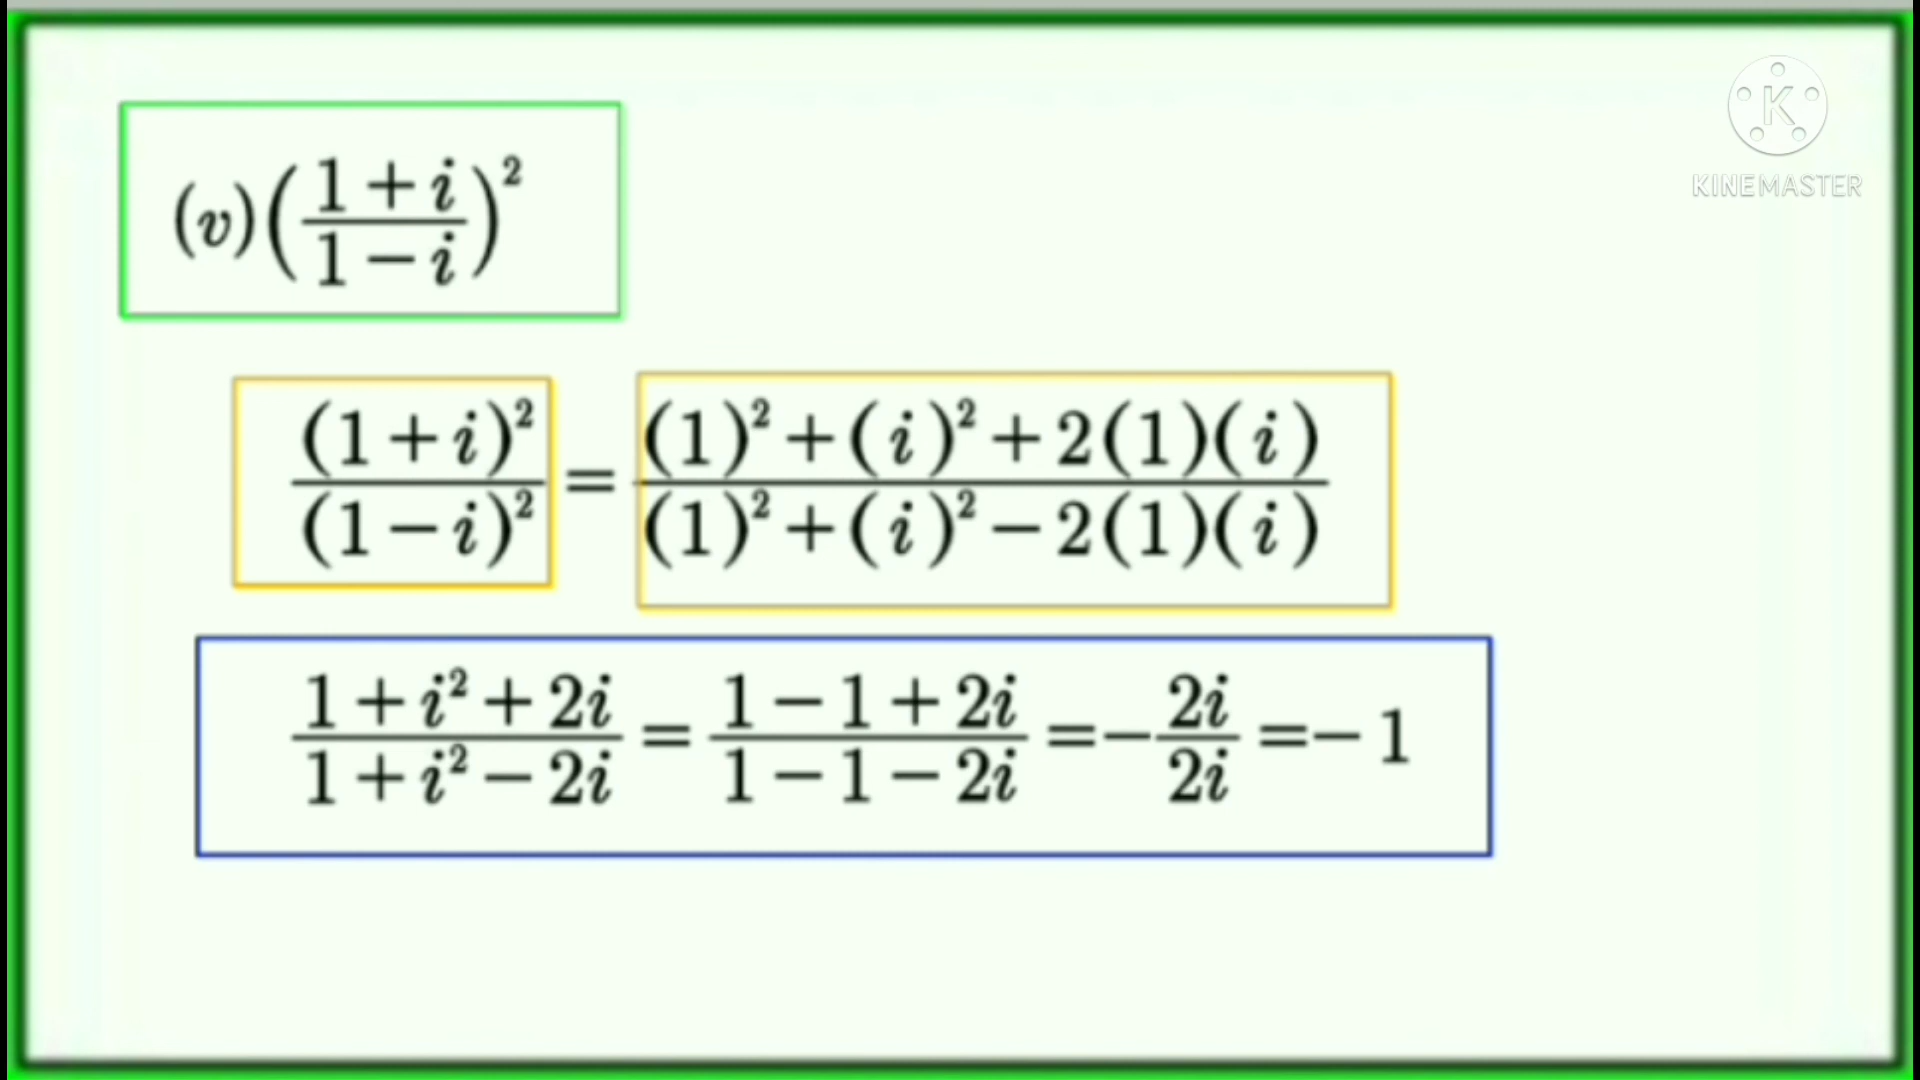 (v) ((1 + i)/(1 − i))²
KINEMASTER
(1 + i)²/(1 − i)² = ((1)² + (i)² + 2(1)(i))/((1)² + (i)² − 2(1)(i))
(1 + i² + 2i)/(1 + i² − 2i) = (1 − 1 + 2i)/(1 − 1 − 2i) = − 2i/2i = − 1